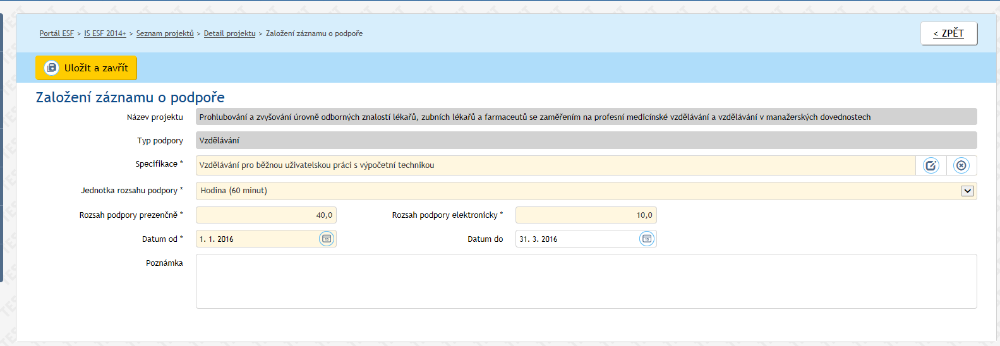 Portál ESF > IS ESF 2014+ > Seznam projektů > Detail projektu > Založení záznamu o podpoře
< ZPĚT
Uložit a zavřít
Založení záznamu o podpoře
Název projektu Prohlubování a zvyšování úrovně odborných znalostí lékařů, zubních lékařů a farmaceutů se zaměřením na profesní medicínské vzdělávání a vzdělávání v manažerských dovednostech
Typ podpory Vzdělávání
Specifikace * Vzdělávání pro běžnou uživatelskou práci s výpočetní technikou
Jednotka rozsahu podpory * Hodina (60 minut)
Rozsah podpory prezenčně * 40,0 Rozsah podpory elektronicky * 10,0
Datum od * 1. 1. 2016 Datum do 31. 3. 2016
Poznámka